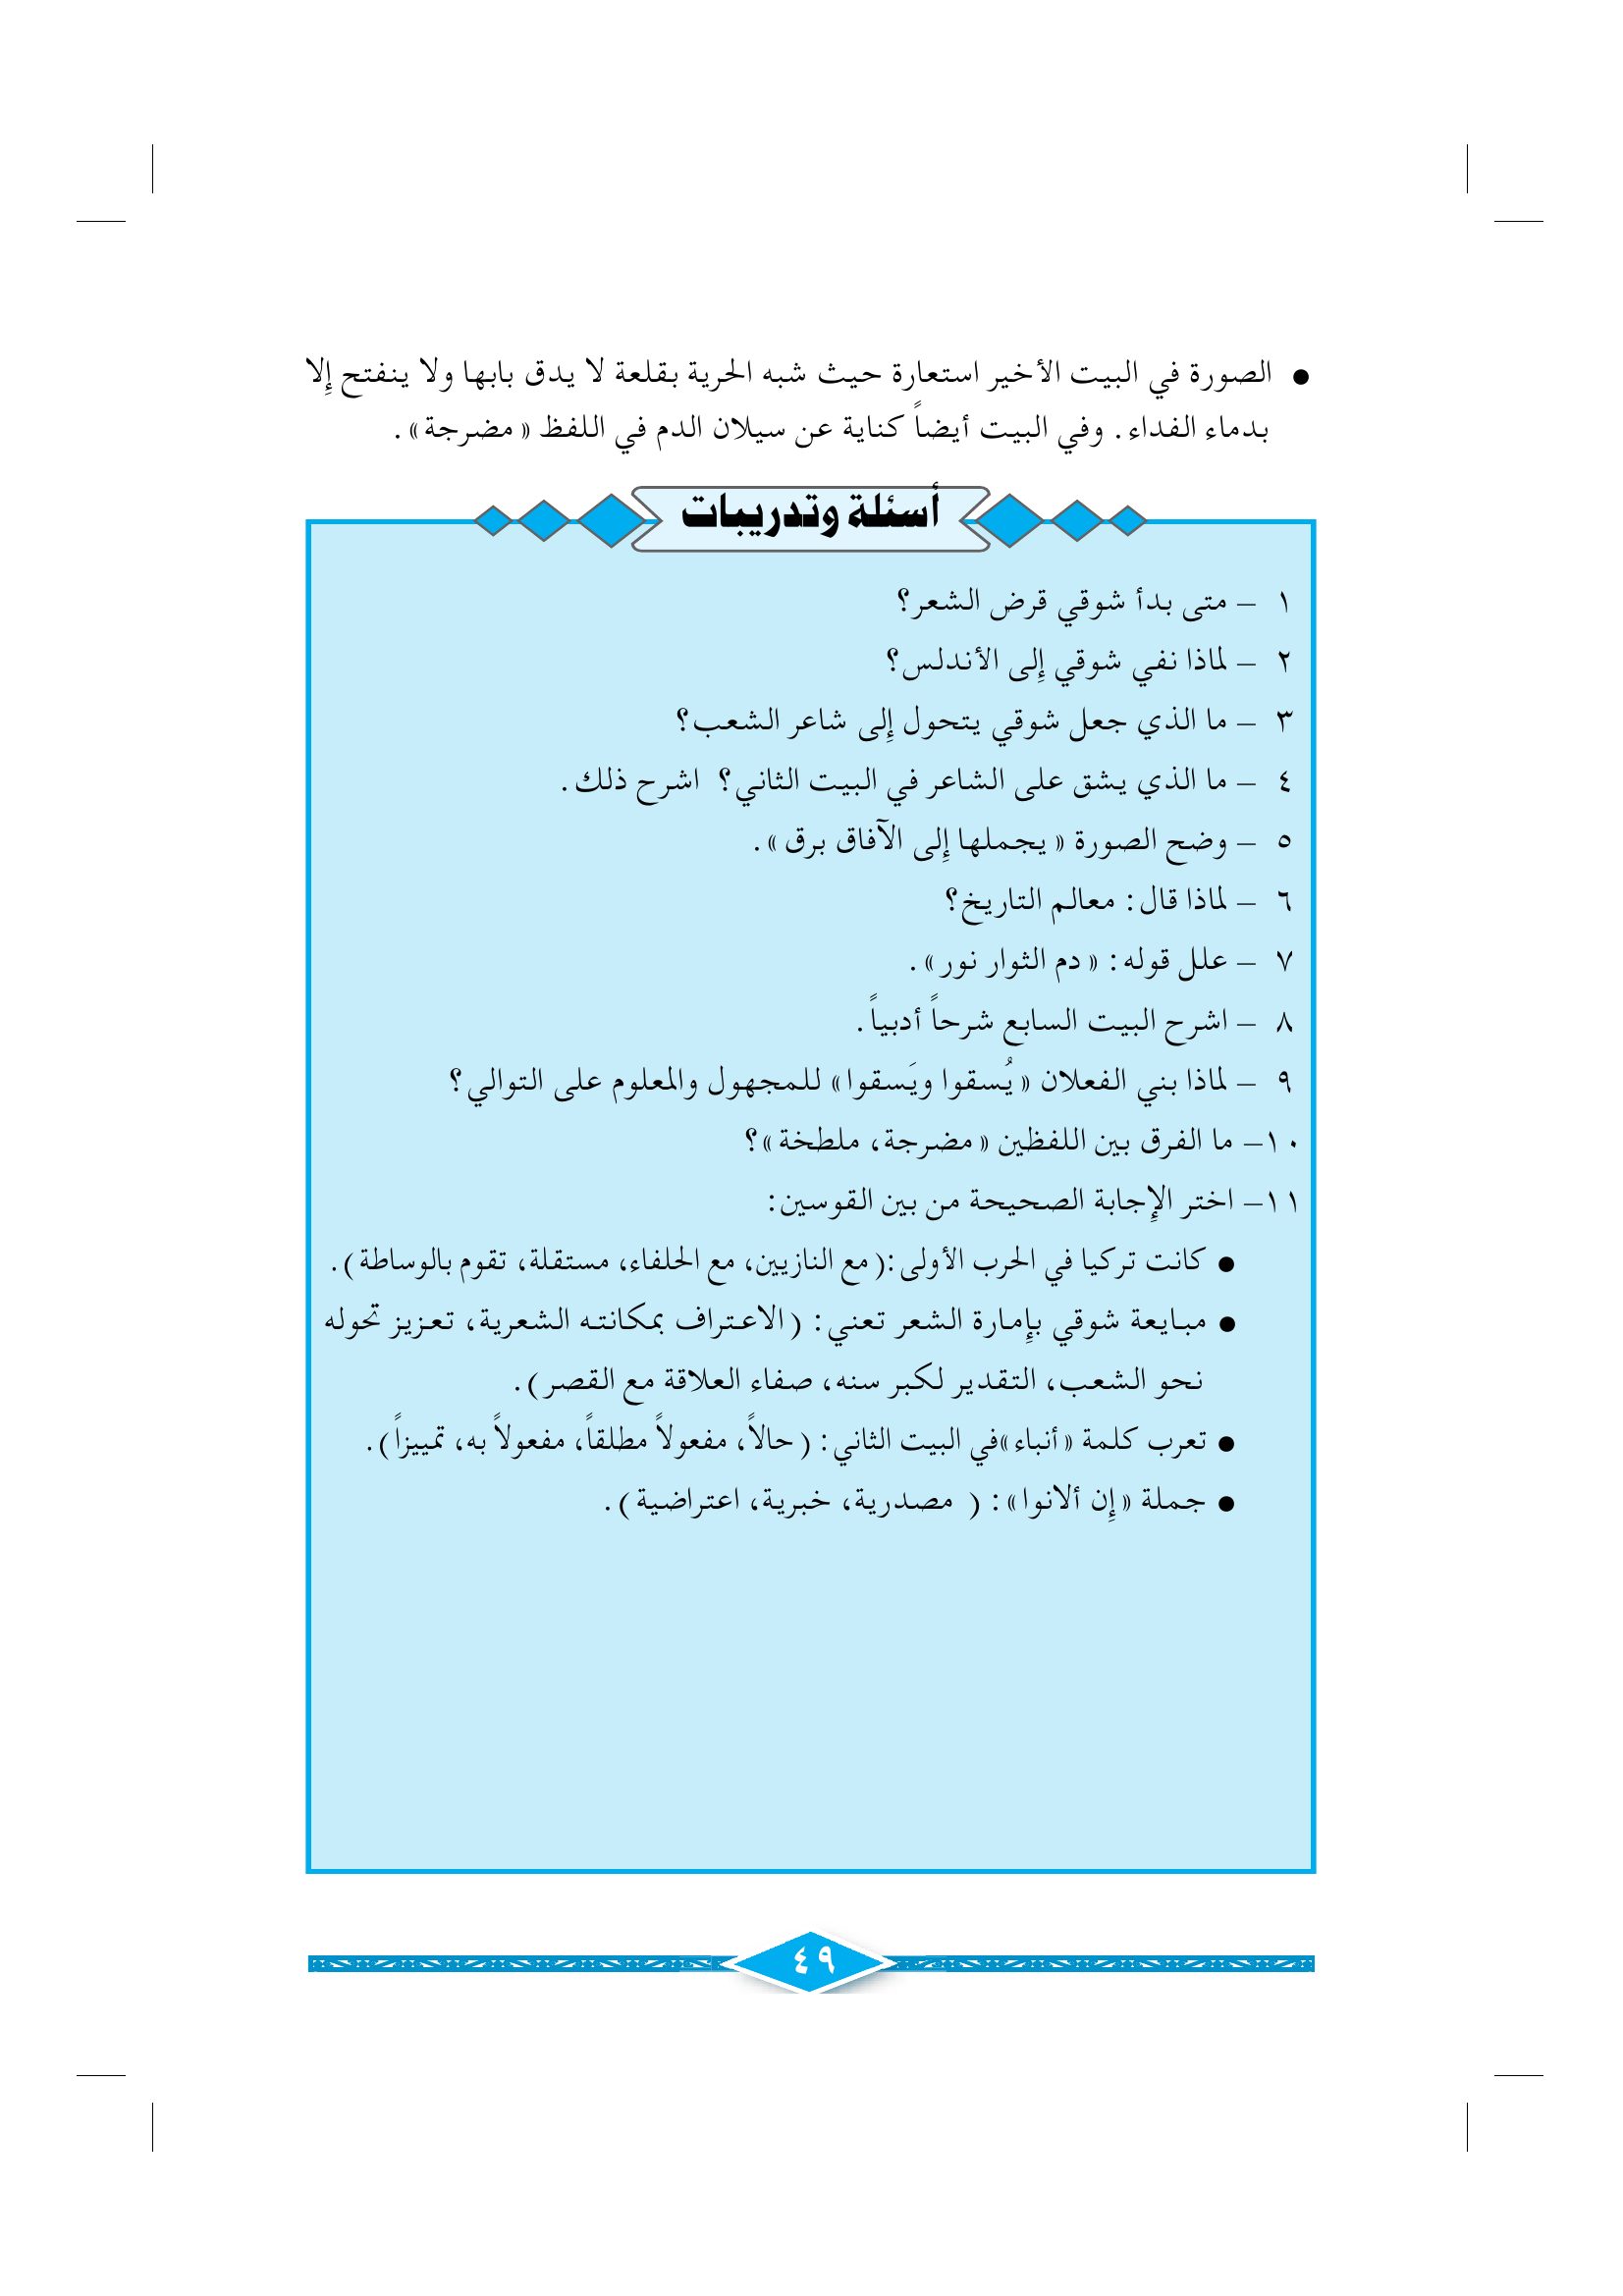 ● الصورة في البيت الأخير استعارة حيث شبه الحرية بقلعة لا يدق بابها ولا ينفتح إِلا
بدماء الفداء. وفي البيت أيضاً كناية عن سيلان الدم في اللفظ «مضرجة».
أسئلة وتدريبات
١ – متى بدأ شوقي قرض الشعر؟
٢ – لماذا نفي شوقي إِلى الأندلس؟
٣ – ما الذي جعل شوقي يتحول إِلى شاعر الشعب؟
٤ – ما الذي يشق على الشاعر في البيت الثاني؟ اشرح ذلك.
٥ – وضح الصورة «يجملها إِلى الآفاق برق».
٦ – لماذا قال: معالم التاريخ؟
٧ – علل قوله: «دم الثوار نور».
٨ – اشرح البيت السابع شرحاً أدبياً.
٩ – لماذا بني الفعلان «يُسقوا ويَسقوا» للمجهول والمعلوم على التوالي؟
١٠– ما الفرق بين اللفظين «مضرجة، ملطخة»؟
١١– اختر الإِجابة الصحيحة من بين القوسين:
● كانت تركيا في الحرب الأولى: (مع النازيين، مع الحلفاء، مستقلة، تقوم بالوساطة).
● مبايعة شوقي بإِمارة الشعر تعني: (الاعتراف بمكانته الشعرية، تعزيز تحوله
نحو الشعب، التقدير لكبر سنه، صفاء العلاقة مع القصر).
● تعرب كلمة «أنباء»في البيت الثاني: (حالاً، مفعولاً مطلقاً، مفعولاً به، تمييزاً).
● جملة «إِن ألانوا»: ( مصدرية، خبرية، اعتراضية).
٤٩